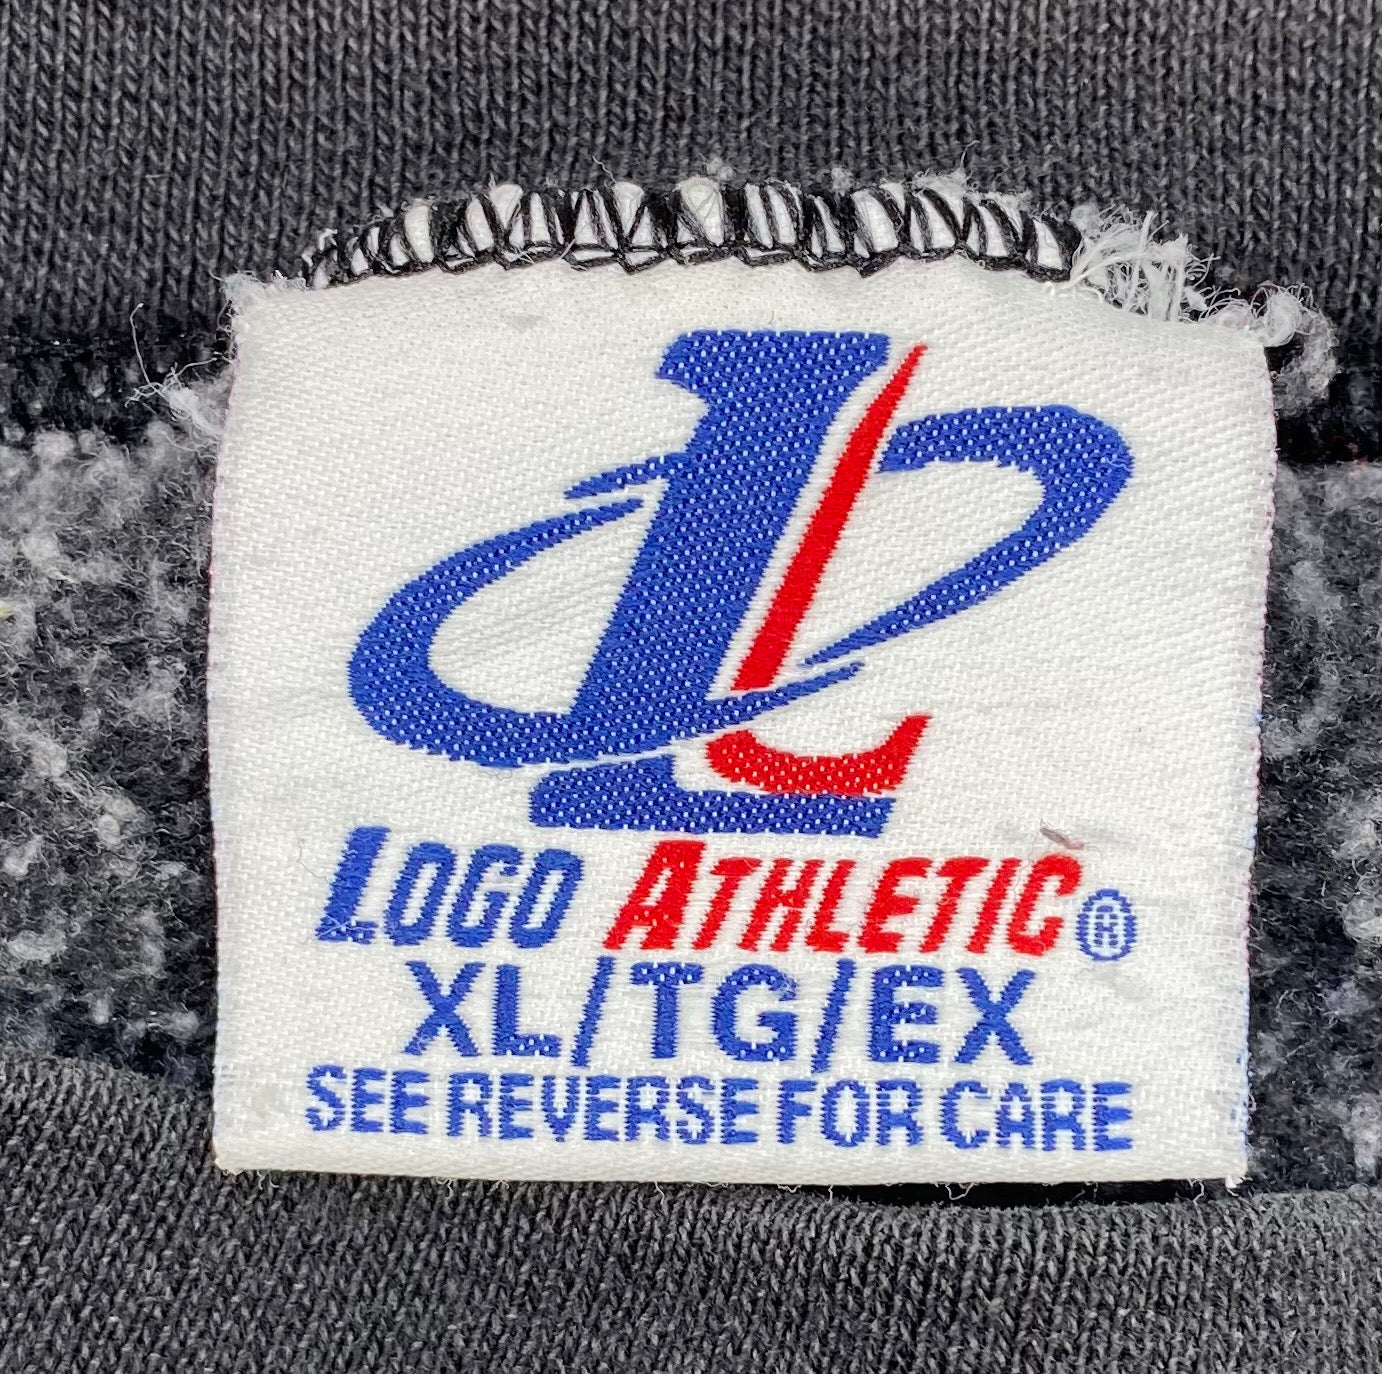 L
LOGO ATHLETIC®
XL/TG/EX
SEE REVERSE FOR CARE